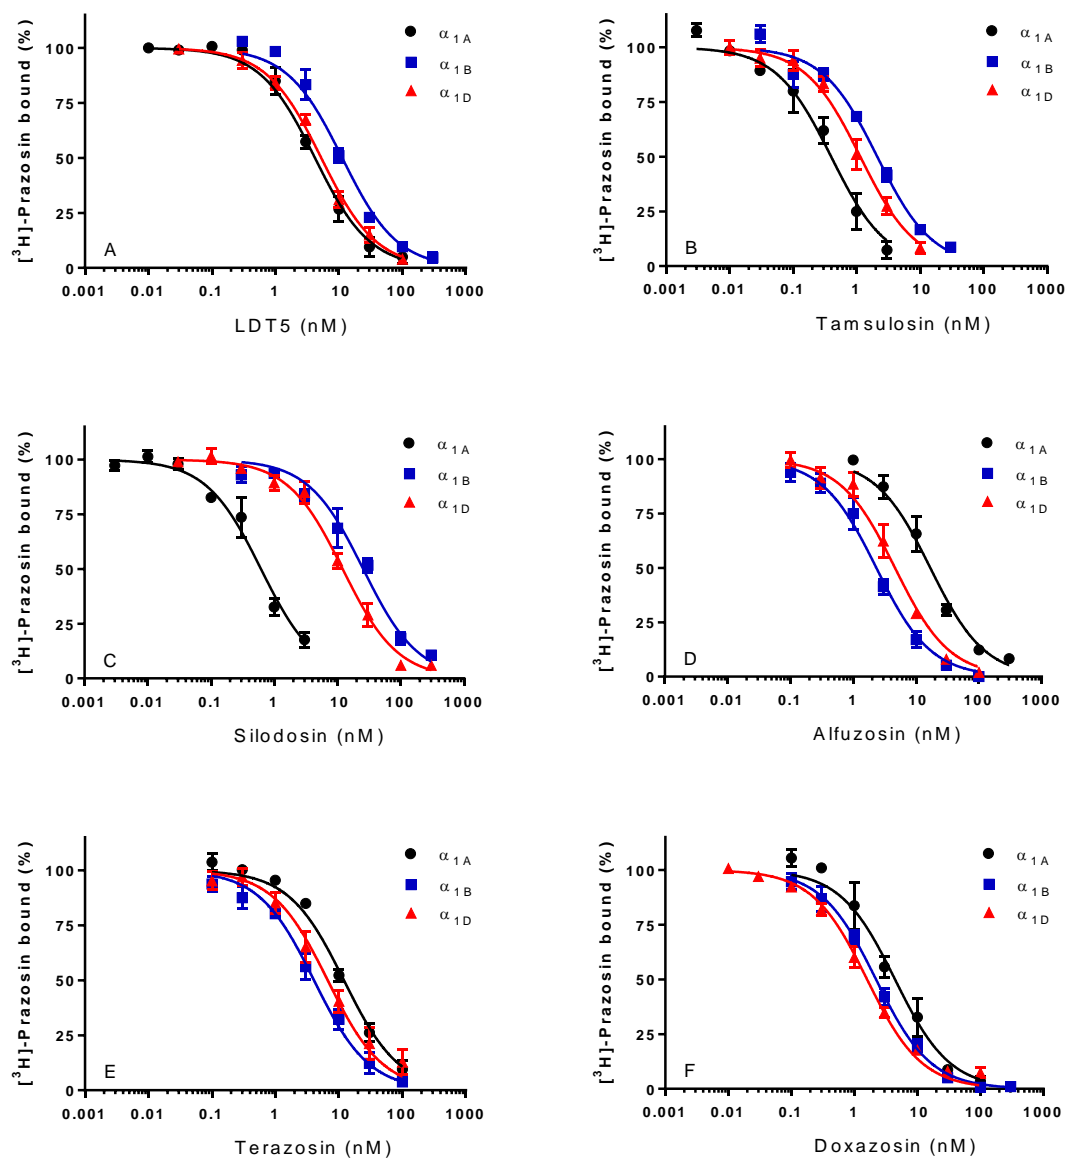 [³H]-Prazosin bound (%)
100
75
50
25
0
A
α1A
α1B
α1D
0.001 0.01 0.1 1 10 100 1000
LDT5 (nM)
[³H]-Prazosin bound (%)
100
75
50
25
0
B
α1A
α1B
α1D
0.001 0.01 0.1 1 10 100 1000
Tamsulosin (nM)
[³H]-Prazosin bound (%)
100
75
50
25
0
C
α1A
α1B
α1D
0.001 0.01 0.1 1 10 100 1000
Silodosin (nM)
[³H]-Prazosin bound (%)
100
75
50
25
0
D
α1A
α1B
α1D
0.001 0.01 0.1 1 10 100 1000
Alfuzosin (nM)
[³H]-Prazosin bound (%)
100
75
50
25
0
E
α1A
α1B
α1D
0.001 0.01 0.1 1 10 100 1000
Terazosin (nM)
[³H]-Prazosin bound (%)
100
75
50
25
0
F
α1A
α1B
α1D
0.001 0.01 0.1 1 10 100 1000
Doxazosin (nM)